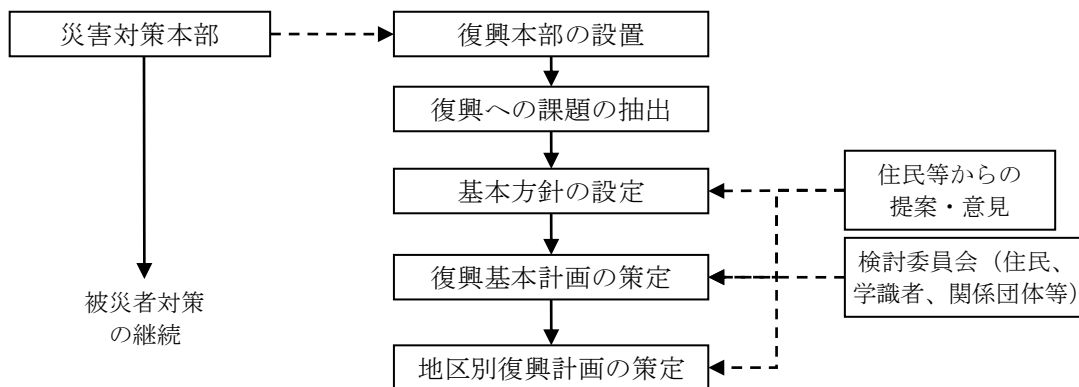 災害対策本部
復興本部の設置
復興への課題の抽出
基本方針の設定
住民等からの
提案・意見
復興基本計画の策定
検討委員会（住民、
学識者、関係団体等）
被災者対策
の継続
地区別復興計画の策定